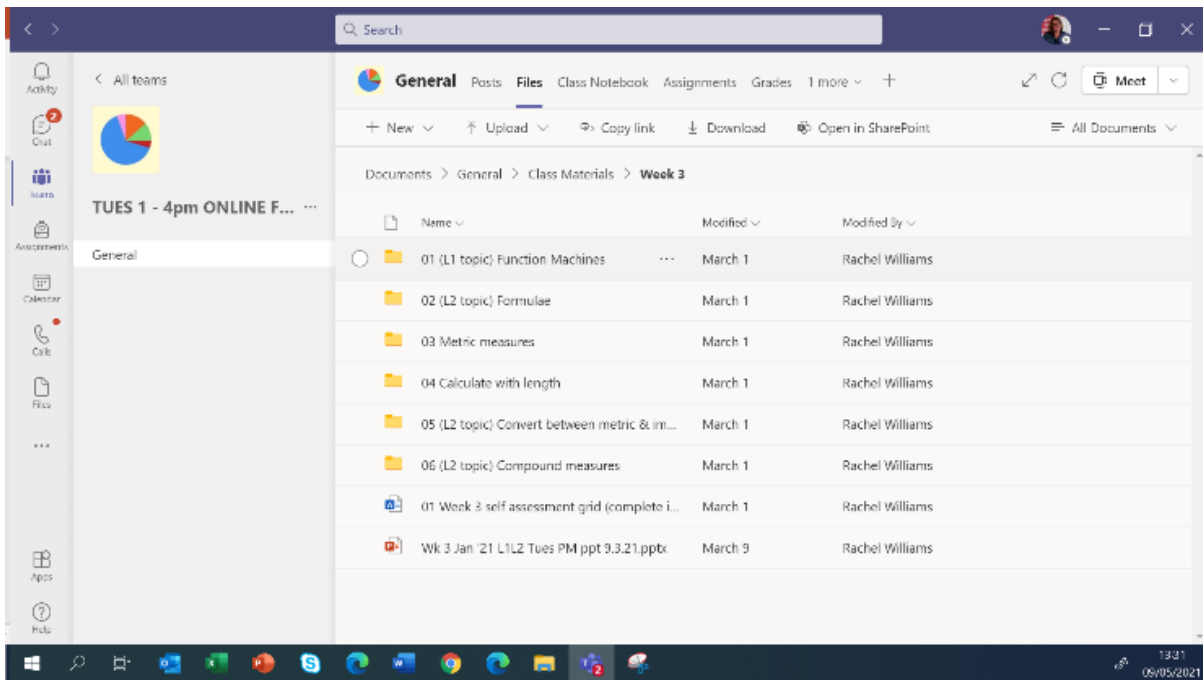 Search
Activity
All teams
General Posts Files Class Notebook Assignments Grades 1 more
Meet
2
Chat
New Upload Copy link Download Open in SharePoint All Documents
Teams
Documents > General > Class Materials > Week 3
TUES 1 - 4pm ONLINE F... ...
Name Modified Modified By
Assignments
General
01 (L1 topic) Function Machines ... March 1 Rachel Williams
Calendar
02 (L2 topic) Formulae March 1 Rachel Williams
Calls
03 Metric measures March 1 Rachel Williams
Files
04 Calculate with length March 1 Rachel Williams
05 (L2 topic) Convert between metric & im... March 1 Rachel Williams
...
06 (L2 topic) Compound measures March 1 Rachel Williams
01 Week 3 self assessment grid (complete i... March 1 Rachel Williams
Wk 3 Jan '21 L1L2 Tues PM ppt 9.3.21.pptx March 9 Rachel Williams
Apps
Help
13:31
09/05/2021